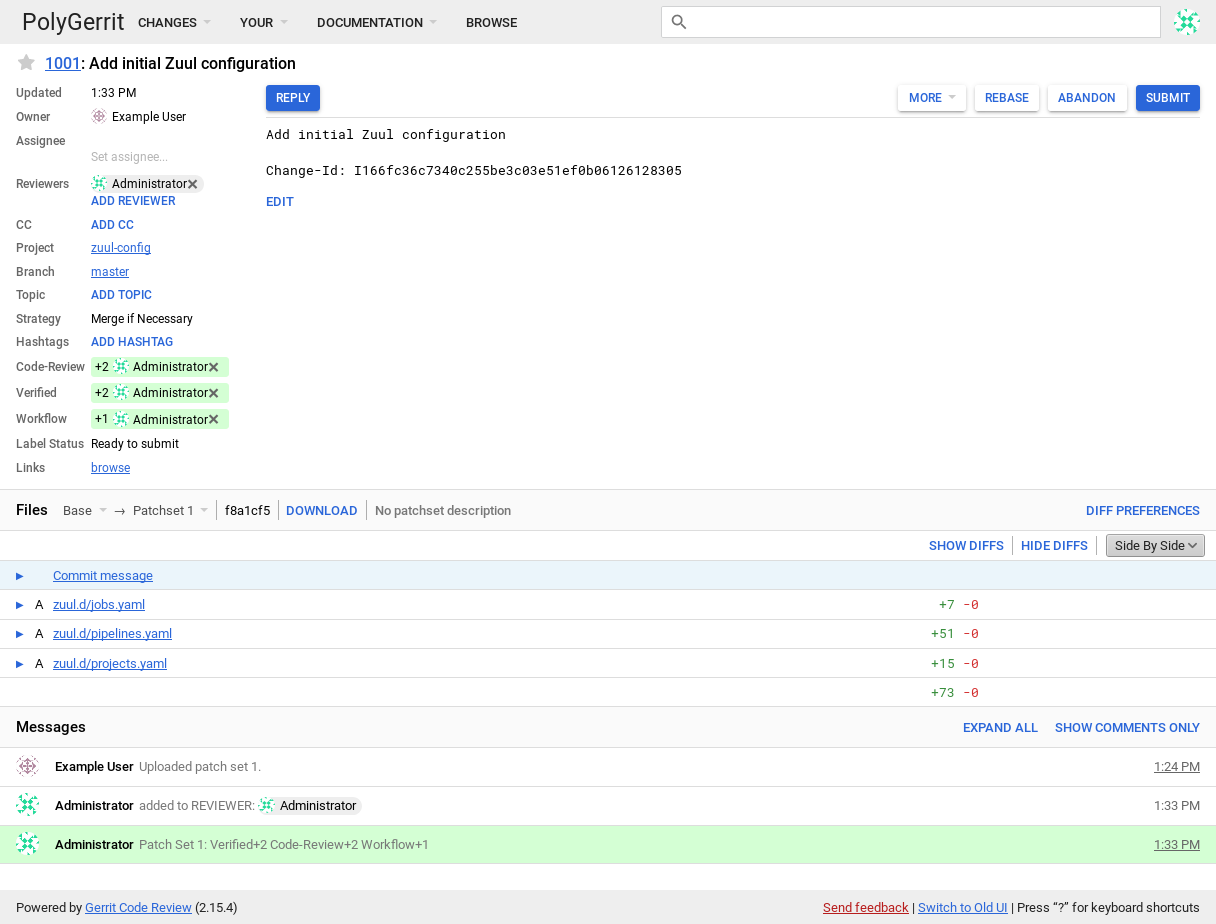 PolyGerrit CHANGES YOUR DOCUMENTATION BROWSE
1001: Add initial Zuul configuration
Updated 1:33 PM
Owner Example User
Assignee
Set assignee...
Reviewers Administrator
ADD REVIEWER
CC ADD CC
Project zuul-config
Branch master
Topic ADD TOPIC
Strategy Merge if Necessary
Hashtags ADD HASHTAG
Code-Review +2 Administrator
Verified +2 Administrator
Workflow +1 Administrator
Label Status Ready to submit
Links browse
REPLY MORE REBASE ABANDON SUBMIT
Add initial Zuul configuration
Change-Id: I166fc36c7340c255be3c03e51ef0b06126128305
EDIT
Files Base → Patchset 1 f8a1cf5 DOWNLOAD No patchset description DIFF PREFERENCES
SHOW DIFFS HIDE DIFFS Side By Side
Commit message
A zuul.d/jobs.yaml +7 -0
A zuul.d/pipelines.yaml +51 -0
A zuul.d/projects.yaml +15 -0
+73 -0
Messages EXPAND ALL SHOW COMMENTS ONLY
Example User Uploaded patch set 1. 1:24 PM
Administrator added to REVIEWER: Administrator 1:33 PM
Administrator Patch Set 1: Verified+2 Code-Review+2 Workflow+1 1:33 PM
Powered by Gerrit Code Review (2.15.4) Send feedback | Switch to Old UI | Press “?” for keyboard shortcuts